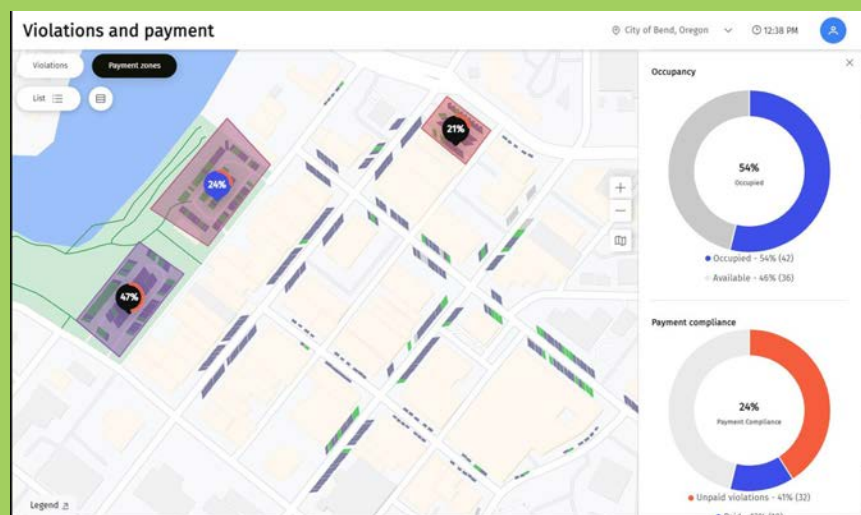 Violations and payment
City of Bend, Oregon
12:38 PM
Violations
Payment zones
List
21%
24%
47%
Legend
Occupancy
54%
Occupied
Occupied - 54% (42)
Available - 46% (36)
Payment compliance
24%
Payment Compliance
Unpaid violations - 41% (32)